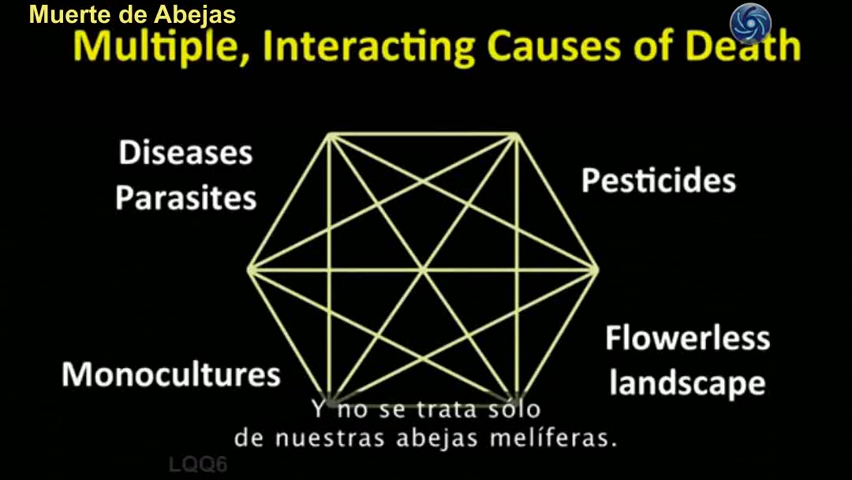 Muerte de Abejas
Multiple, Interacting Causes of Death
Diseases
Parasites
Pesticides
Monocultures
Flowerless
landscape
Y no se trata sólo
de nuestras abejas melíferas.
LQQ6